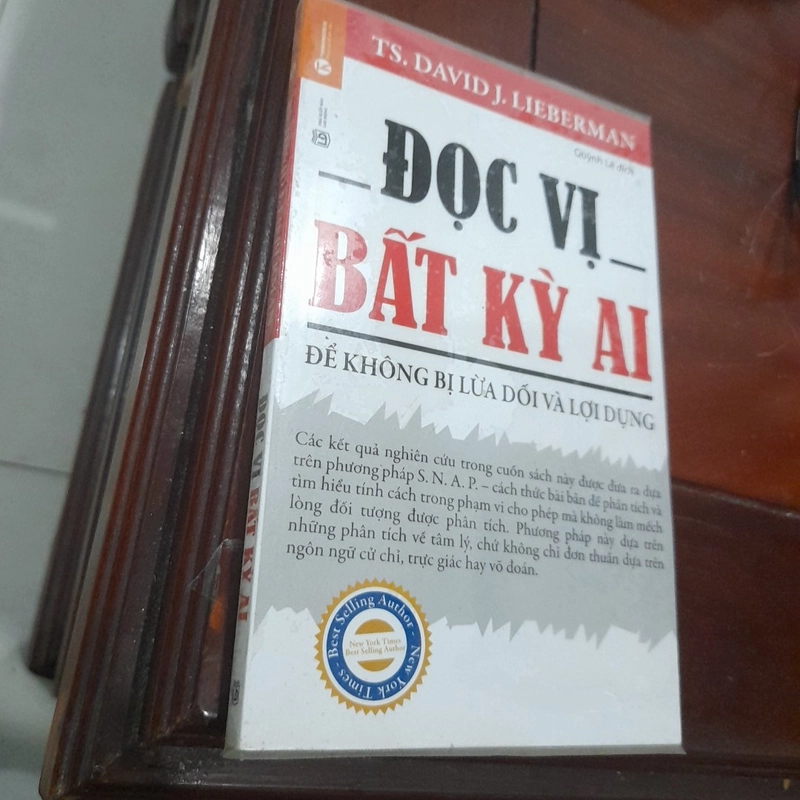 TS. DAVID J. LIEBERMAN
Quỳnh Lê dịch
ĐỌC VỊ
BẤT KỲ AI
ĐỂ KHÔNG BỊ LỪA DỐI VÀ LỢI DỤNG
Các kết quả nghiên cứu trong cuốn sách này được đưa ra dựa
trên phương pháp S. N. A. P. – cách thức bài bản để phân tích và
tìm hiểu tính cách trong phạm vi cho phép mà không làm mếch
lòng đối tượng được phân tích. Phương pháp này dựa trên
những phân tích về tâm lý, chứ không chỉ đơn thuần dựa trên
ngôn ngữ cử chỉ, trực giác hay võ đoán.
Best Selling Author - New York Times -
New York Times
Best Selling Author
ĐỌC VỊ BẤT KỲ AI